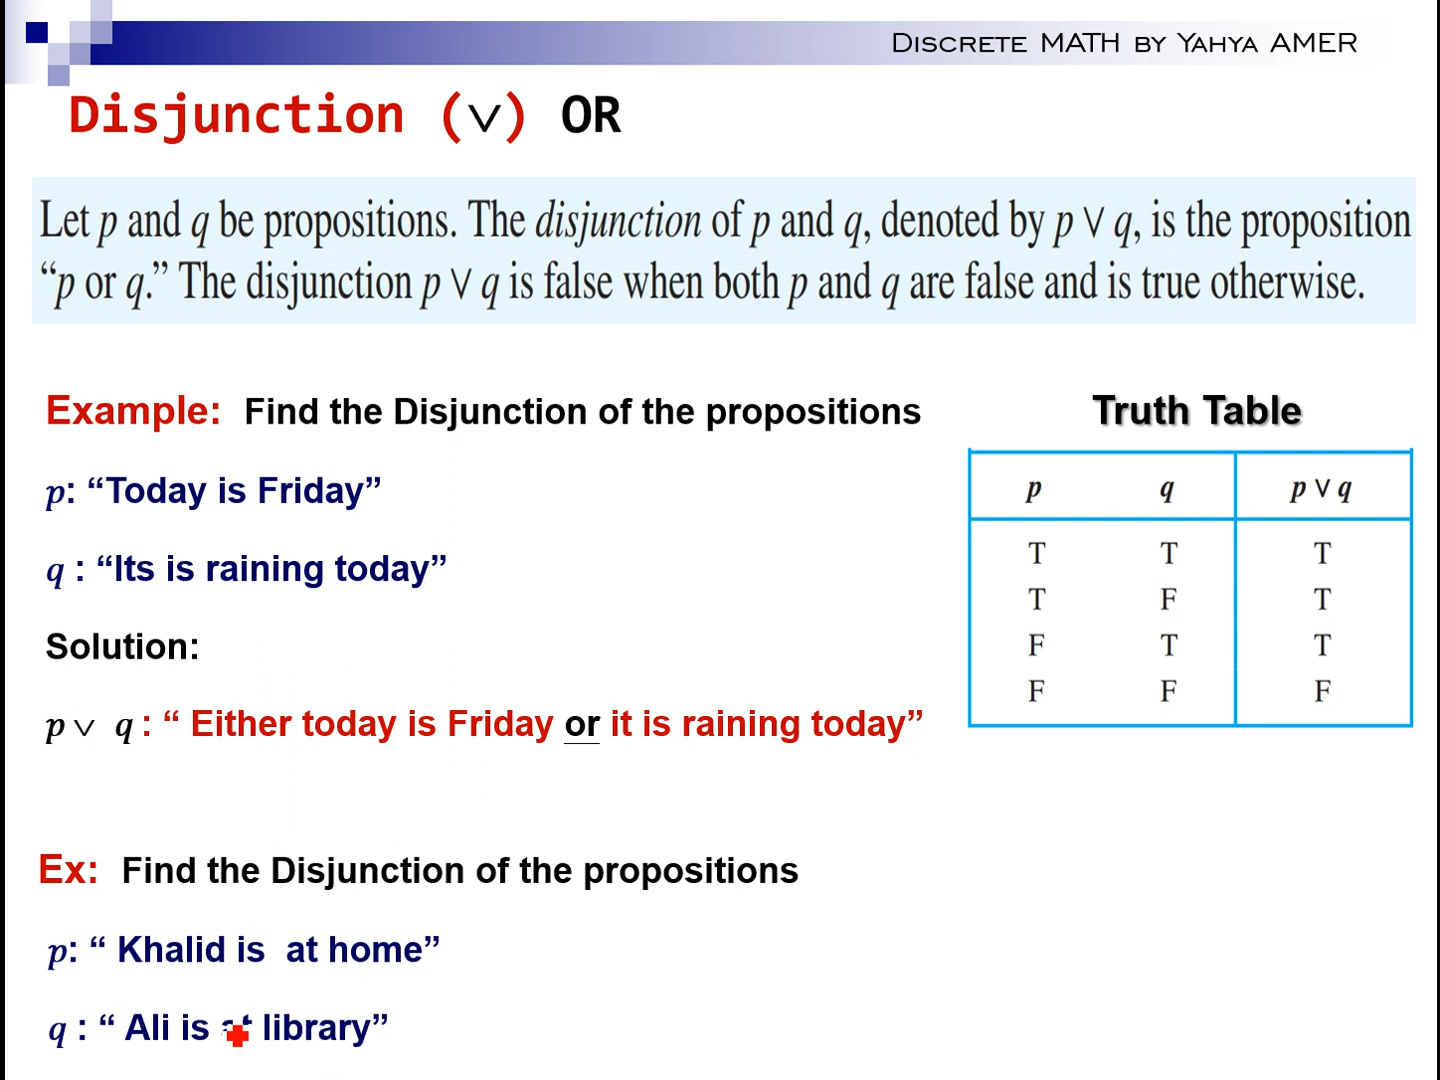 DISCRETE MATH BY YAHYA AMER
Disjunction (∨) OR
Let p and q be propositions. The disjunction of p and q, denoted by p ∨ q, is the proposition
“p or q.” The disjunction p ∨ q is false when both p and q are false and is true otherwise.
Example: Find the Disjunction of the propositions
p: “Today is Friday”
q : “Its is raining today”
Solution:
p ∨ q : “ Either today is Friday or it is raining today”
Truth Table
p q p ∨ q
T T T
T F T
F T T
F F F
Ex: Find the Disjunction of the propositions
p: “ Khalid is at home”
q : “ Ali is at library”